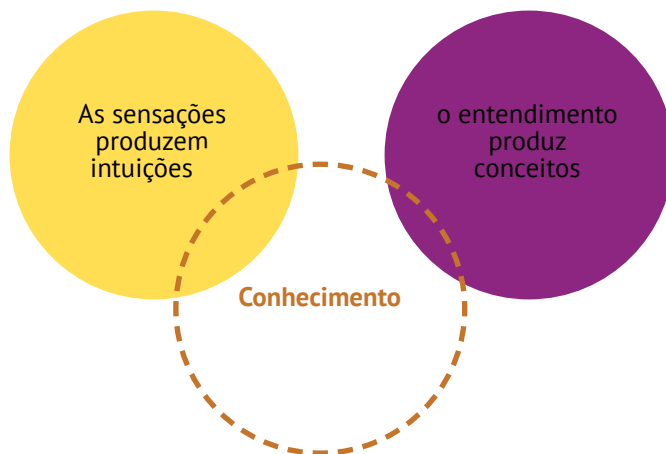 As sensações
produzem
intuições
o entendimento
produz
conceitos
Conhecimento